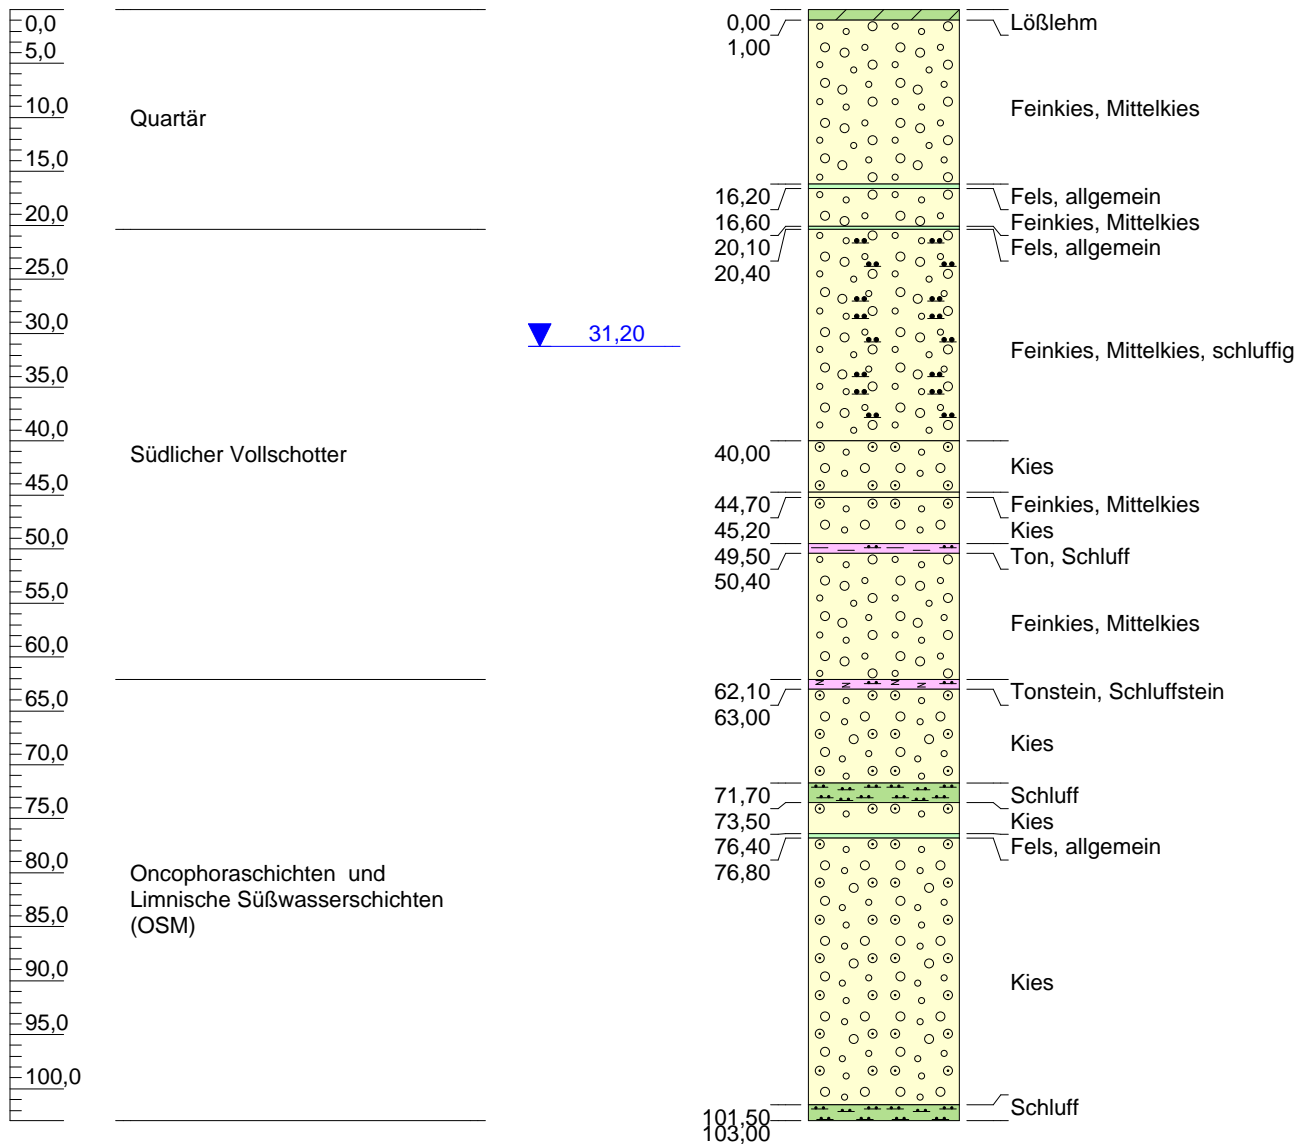 0,0
5,0
10,0
15,0
20,0
25,0
30,0
35,0
40,0
45,0
50,0
55,0
60,0
65,0
70,0
75,0
80,0
85,0
90,0
95,0
100,0
Quartär
Südlicher Vollschotter
Oncophoraschichten und
Limnische Süßwasserschichten
(OSM)
31,20
0,00
1,00
16,20
16,60
20,10
20,40
40,00
44,70
45,20
49,50
50,40
62,10
63,00
71,70
73,50
76,40
76,80
101,50
103,00
Lößlehm
Feinkies, Mittelkies
Fels, allgemein
Feinkies, Mittelkies
Fels, allgemein
Feinkies, Mittelkies, schluffig
Kies
Feinkies, Mittelkies
Kies
Ton, Schluff
Feinkies, Mittelkies
Tonstein, Schluffstein
Kies
Schluff
Kies
Fels, allgemein
Kies
Schluff